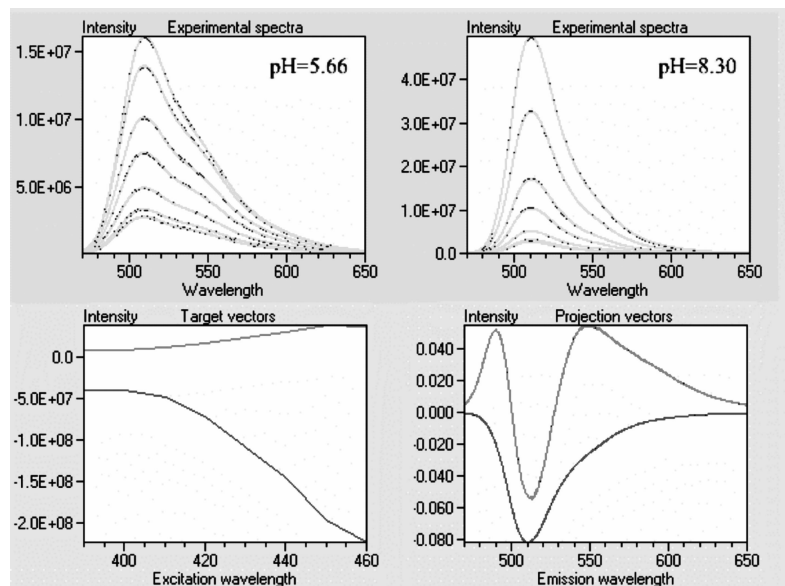 Intensity Experimental spectra
1.5E+07
1.0E+07
5.0E+06
pH=5.66
500 550 600 650
Wavelength
Intensity Experimental spectra
4.0E+07
3.0E+07
2.0E+07
1.0E+07
0.0
pH=8.30
500 550 600 650
Wavelength
Intensity Target vectors
0.0
-5.0E+07
-1.0E+08
-1.5E+08
-2.0E+08
400 420 440 460
Excitation wavelength
Intensity Projection vectors
0.040
0.020
0.000
-0.020
-0.040
-0.060
-0.080
500 550 600 650
Emission wavelength